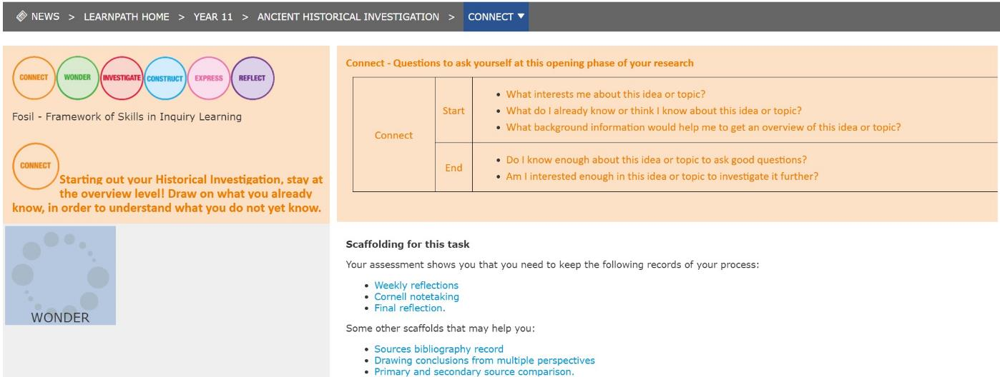 NEWS > LEARNPATH HOME > YEAR 11 > ANCIENT HISTORICAL INVESTIGATION > CONNECT
CONNECT WONDER INVESTIGATE CONSTRUCT EXPRESS REFLECT
Fosil - Framework of Skills in Inquiry Learning
CONNECT
Starting out your Historical Investigation, stay at
the overview level! Draw on what you already
know, in order to understand what you do not yet know.
WONDER
Connect - Questions to ask yourself at this opening phase of your research
Connect
Start
• What interests me about this idea or topic?
• What do I already know or think I know about this idea or topic?
• What background information would help me to get an overview of this idea or topic?
End
• Do I know enough about this idea or topic to ask good questions?
• Am I interested enough in this idea or topic to investigate it further?
Scaffolding for this task
Your assessment shows you that you need to keep the following records of your process:
• Weekly reflections
• Cornell notetaking
• Final reflection.
Some other scaffolds that may help you:
• Sources bibliography record
• Drawing conclusions from multiple perspectives
• Primary and secondary source comparison.